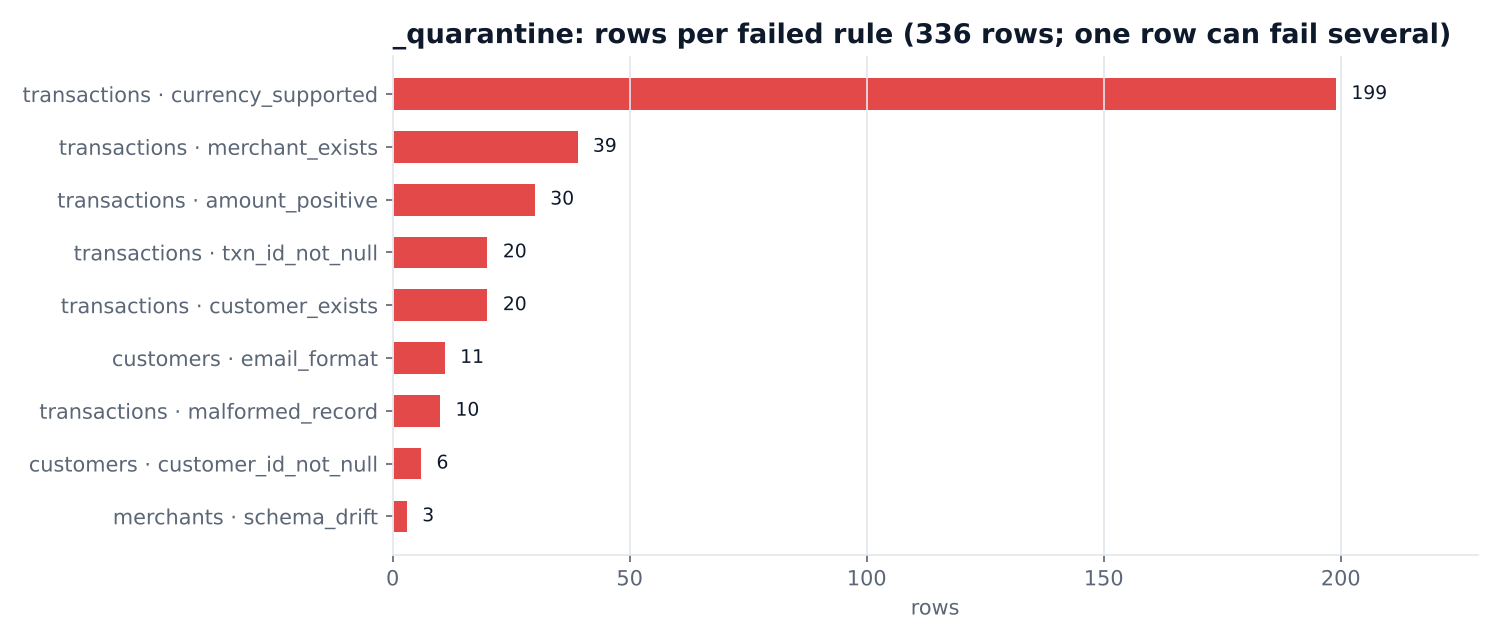 _quarantine: rows per failed rule (336 rows; one row can fail several)
transactions · currency_supported 199
transactions · merchant_exists 39
transactions · amount_positive 30
transactions · txn_id_not_null 20
transactions · customer_exists 20
customers · email_format 11
transactions · malformed_record 10
customers · customer_id_not_null 6
merchants · schema_drift 3
0 50 100 150 200
rows